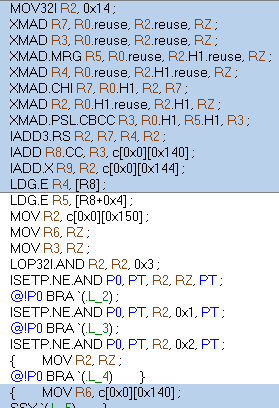 MOV32I R2, 0x14 ;
XMAD R7, R0.reuse, R2.reuse, RZ ;
XMAD R3, R0.reuse, R2.reuse, RZ ;
XMAD.MRG R5, R0.reuse, R2.H1.reuse, RZ ;
XMAD R4, R0.reuse, R2.H1.reuse, RZ ;
XMAD.CHI R7, R0.H1, R2, R7 ;
XMAD R2, R0.H1.reuse, R2.H1, RZ ;
XMAD.PSL.CBCC R3, R0.H1, R5.H1, R3 ;
IADD3.RS R2, R7, R4, R2 ;
IADD R8.CC, R3, c[0x0][0x140] ;
IADD.X R9, R2, c[0x0][0x144] ;
LDG.E R4, [R8] ;
LDG.E R5, [R8+0x4] ;
MOV R2, c[0x0][0x150] ;
MOV R6, RZ ;
MOV R3, RZ ;
LOP32I.AND R2, R2, 0x3 ;
ISETP.NE.AND P0, PT, R2, RZ, PT ;
@!P0 BRA `(.L_2) ;
ISETP.NE.AND P0, PT, R2, 0x1, PT ;
@!P0 BRA `(.L_3) ;
ISETP.NE.AND P0, PT, R2, 0x2, PT ;
{ MOV R2, RZ ;
@!P0 BRA `(.L_4) }
{ MOV R6, c[0x0][0x140] ;
SSY `(.L_5) }